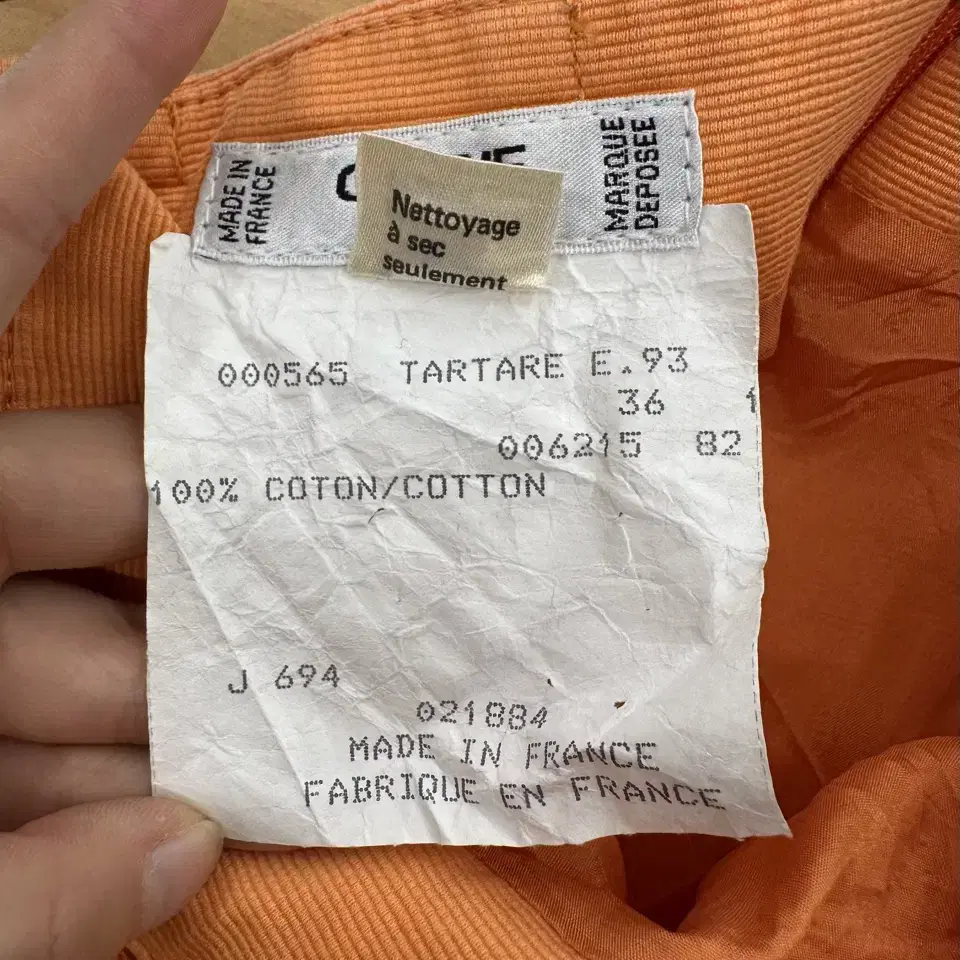 MADE IN
FRANCE
MARQUE
DEPOSEE
Nettoyage
à sec
seulement
000565 TARTARE E.93
36 1
006215 82
100% COTON/COTTON
J 694
021884
MADE IN FRANCE
FABRIQUE EN FRANCE